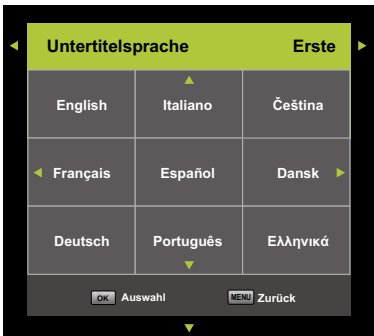 Untertitelsprache Erste
English Italiano Čeština
Français Español Dansk
Deutsch Português Ελληνικά
OK Auswahl MENU Zurück